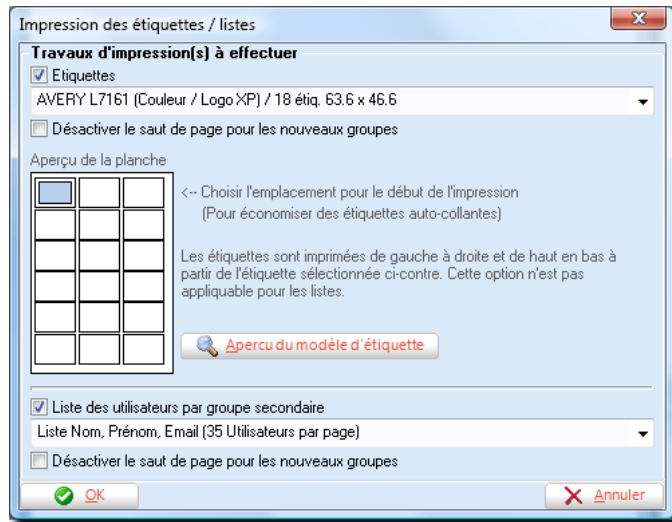 Impression des étiquettes / listes
Travaux d'impression(s) à effectuer
Etiquettes
AVERY L7161 (Couleur / Logo XP) / 18 étiq. 63.6 x 46.6
Désactiver le saut de page pour les nouveaux groupes
Aperçu de la planche
<-- Choisir l'emplacement pour le début de l'impression
(Pour économiser des étiquettes auto-collantes)
Les étiquettes sont imprimées de gauche à droite et de haut en bas à
partir de l'étiquette sélectionnée ci-contre. Cette option n'est pas
appliquable pour les listes.
Apercu du modèle d'étiquette
Liste des utilisateurs par groupe secondaire
Liste Nom, Prénom, Email (35 Utilisateurs par page)
Désactiver le saut de page pour les nouveaux groupes
OK
Annuler